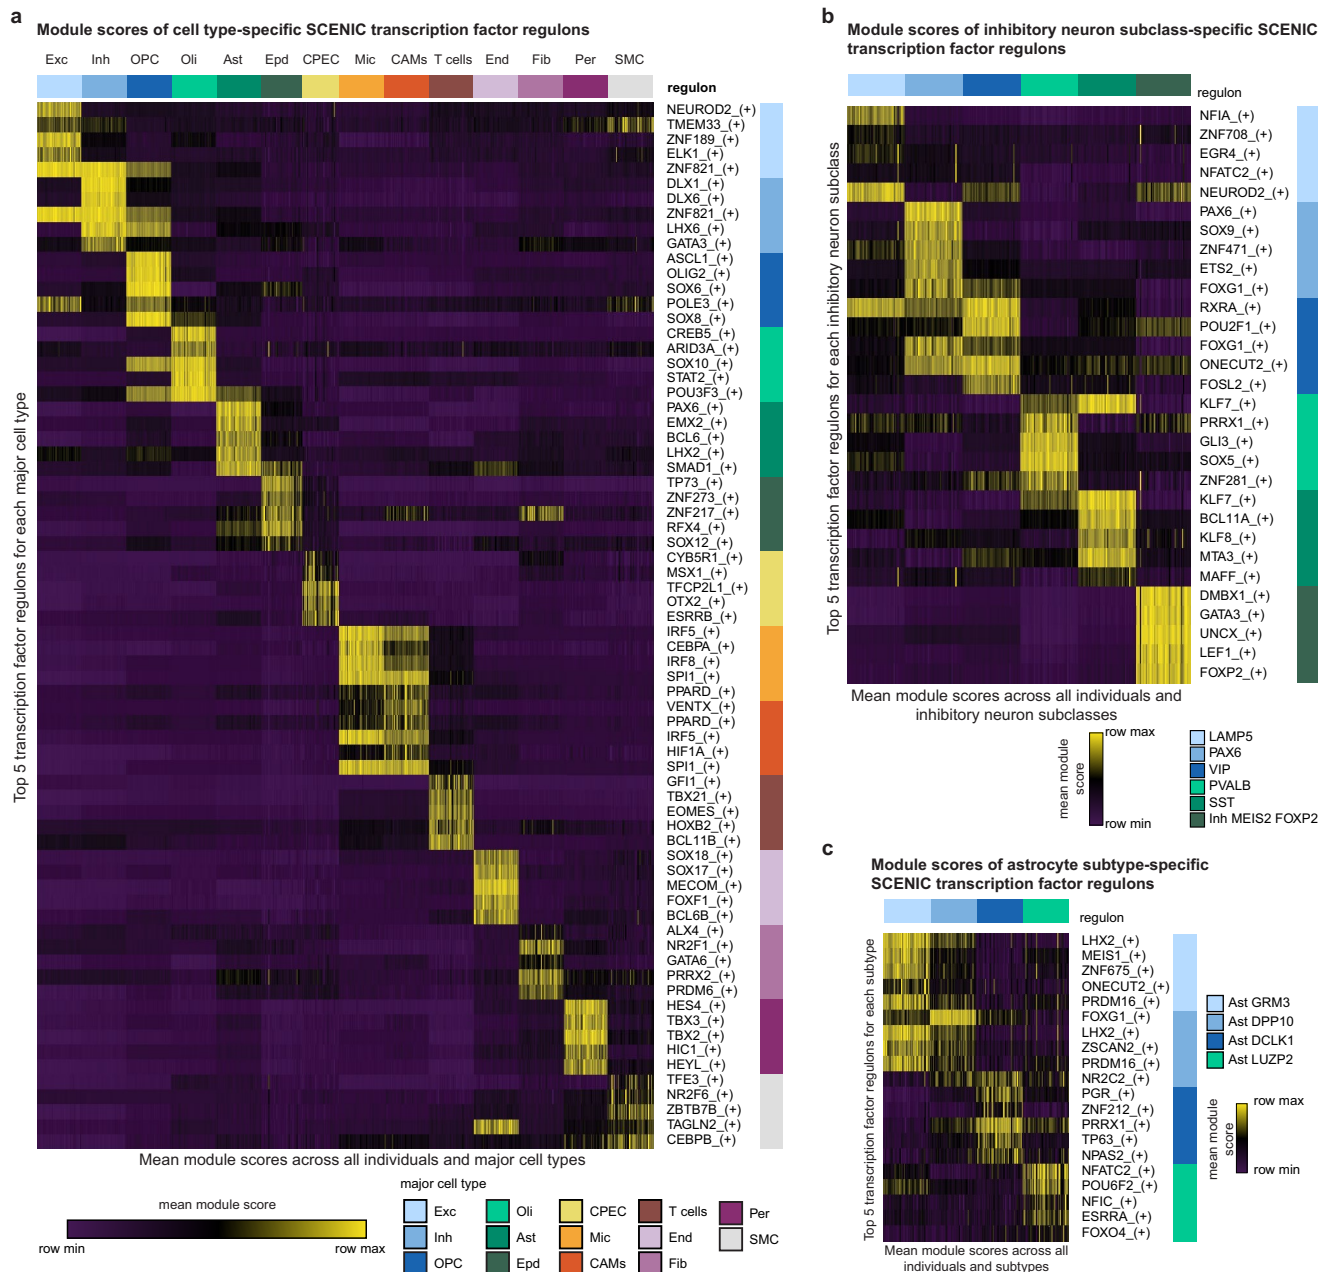 a
Module scores of cell type-specific SCENIC transcription factor regulons
Exc Inh OPC Oli Ast Epd CPEC Mic CAMs T cells End Fib Per SMC
regulon
Top 5 transcription factor regulons for each major cell type
NEUROD2_(+)
TMEM33_(+)
ZNF189_(+)
ELK1_(+)
ZNF821_(+)
DLX1_(+)
DLX6_(+)
ZNF821_(+)
LHX6_(+)
GATA3_(+)
ASCL1_(+)
OLIG2_(+)
SOX6_(+)
POLE3_(+)
SOX8_(+)
CREB5_(+)
ARID3A_(+)
SOX10_(+)
STAT2_(+)
POU3F3_(+)
PAX6_(+)
EMX2_(+)
BCL6_(+)
LHX2_(+)
SMAD1_(+)
TP73_(+)
ZNF273_(+)
ZNF217_(+)
RFX4_(+)
SOX12_(+)
CYB5R1_(+)
MSX1_(+)
TFCP2L1_(+)
OTX2_(+)
ESRRB_(+)
IRF5_(+)
CEBPA_(+)
IRF8_(+)
SPI1_(+)
PPARD_(+)
VENTX_(+)
PPARD_(+)
IRF5_(+)
HIF1A_(+)
SPI1_(+)
GFI1_(+)
TBX21_(+)
EOMES_(+)
HOXB2_(+)
BCL11B_(+)
SOX18_(+)
SOX17_(+)
MECOM_(+)
FOXF1_(+)
BCL6B_(+)
ALX4_(+)
NR2F1_(+)
GATA6_(+)
PRRX2_(+)
PRDM6_(+)
HES4_(+)
TBX3_(+)
TBX2_(+)
HIC1_(+)
HEYL_(+)
TFE3_(+)
NR2F6_(+)
ZBTB7B_(+)
TAGLN2_(+)
CEBPB_(+)
Mean module scores across all individuals and major cell types
mean module score
row min row max
major cell type
Exc Oli CPEC T cells Per
Inh Ast Mic End SMC
OPC Epd CAMs Fib
b
Module scores of inhibitory neuron subclass-specific SCENIC
transcription factor regulons
regulon
Top 5 transcription factor regulons for each inhibitory neuron subclass
NFIA_(+)
ZNF708_(+)
EGR4_(+)
NFATC2_(+)
NEUROD2_(+)
PAX6_(+)
SOX9_(+)
ZNF471_(+)
ETS2_(+)
FOXG1_(+)
RXRA_(+)
POU2F1_(+)
FOXG1_(+)
ONECUT2_(+)
FOSL2_(+)
KLF7_(+)
PRRX1_(+)
GLI3_(+)
SOX5_(+)
ZNF281_(+)
KLF7_(+)
BCL11A_(+)
KLF8_(+)
MTA3_(+)
MAFF_(+)
DMBX1_(+)
GATA3_(+)
UNCX_(+)
LEF1_(+)
FOXP2_(+)
Mean module scores across all individuals and
inhibitory neuron subclasses
mean module
score
row max
row min
LAMP5
PAX6
VIP
PVALB
SST
Inh MEIS2 FOXP2
c
Module scores of astrocyte subtype-specific
SCENIC transcription factor regulons
regulon
Top 5 transcription factor regulons for each subtype
LHX2_(+)
MEIS1_(+)
ZNF675_(+)
ONECUT2_(+)
PRDM16_(+)
FOXG1_(+)
LHX2_(+)
ZSCAN2_(+)
PRDM16_(+)
NR2C2_(+)
PGR_(+)
ZNF212_(+)
PRRX1_(+)
TP63_(+)
NPAS2_(+)
NFATC2_(+)
POU6F2_(+)
NFIC_(+)
ESRRA_(+)
FOXO4_(+)
Mean module scores across all
individuals and subtypes
Ast GRM3
Ast DPP10
Ast DCLK1
Ast LUZP2
mean module
score
row max
row min